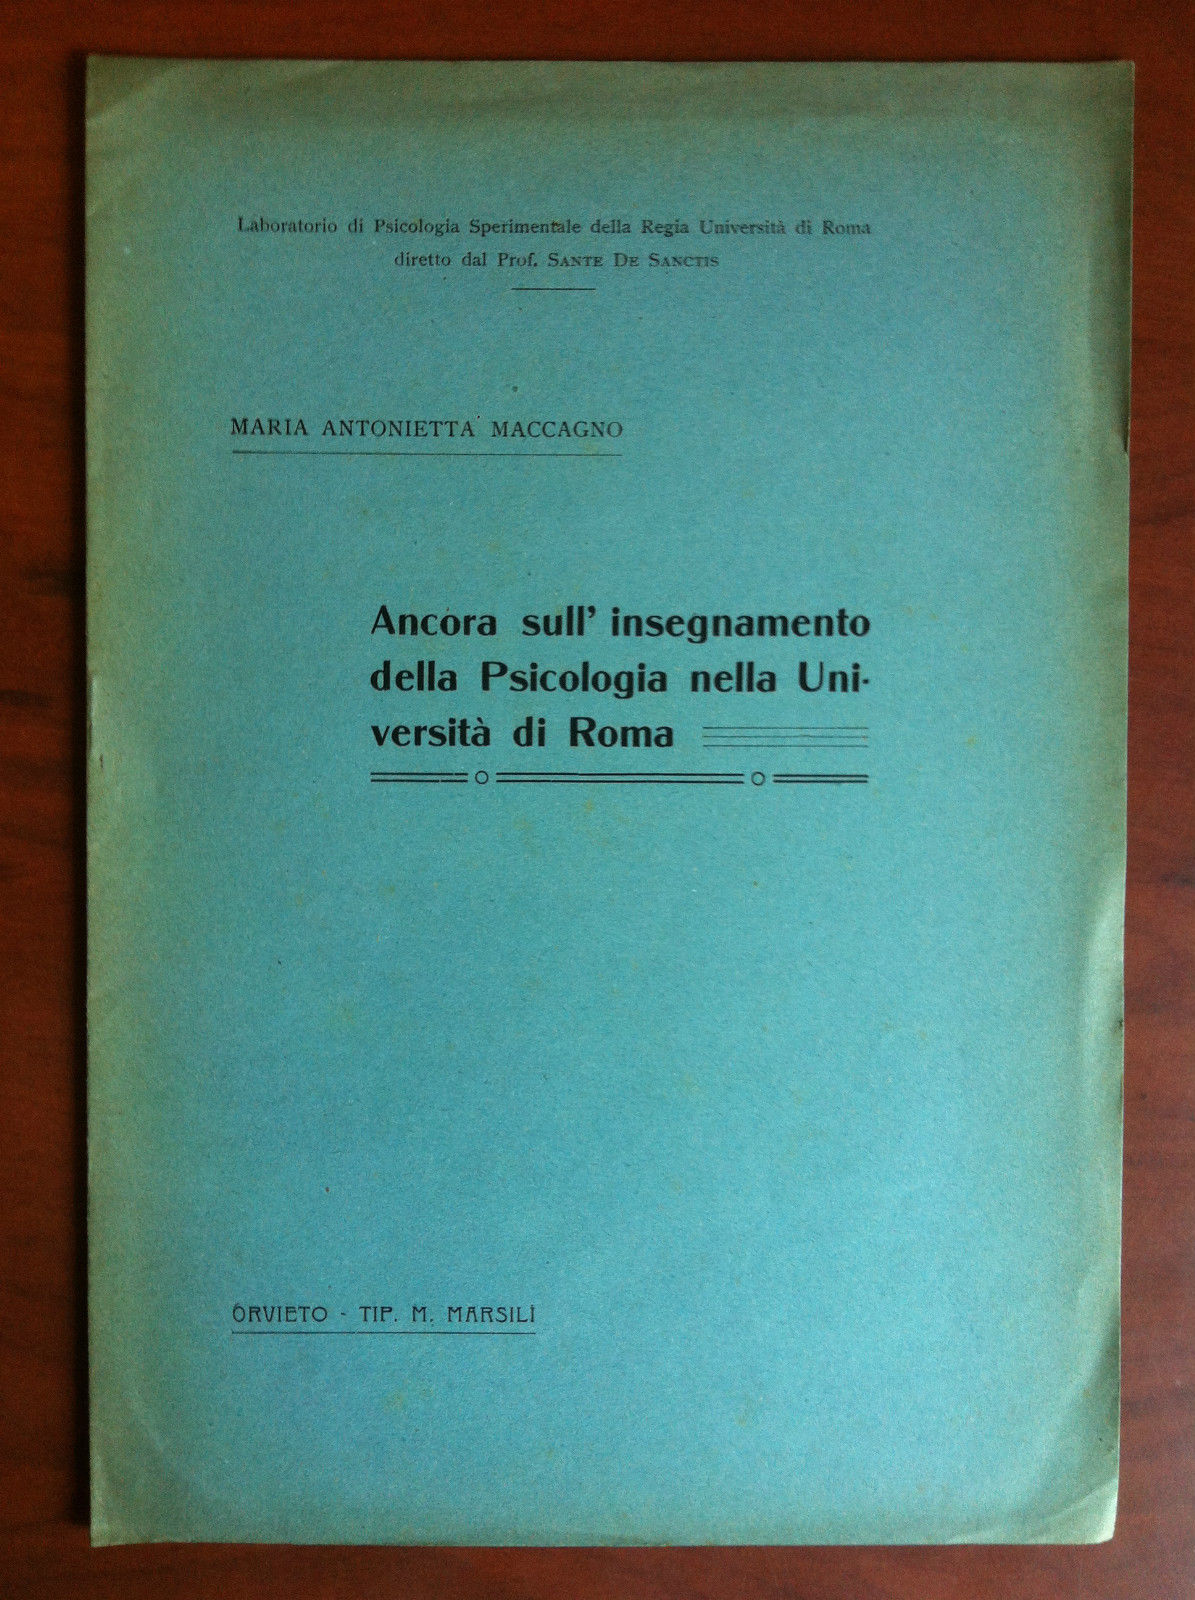 Laboratorio di Psicologia Sperimentale della Regia Università di Roma
diretto dal Prof. SANTE DE SANCTIS
MARIA ANTONIETTA MACCAGNO
Ancora sull' insegnamento
della Psicologia nella Uni-
versità di Roma
ORVIETO - TIP. M. MARSILI